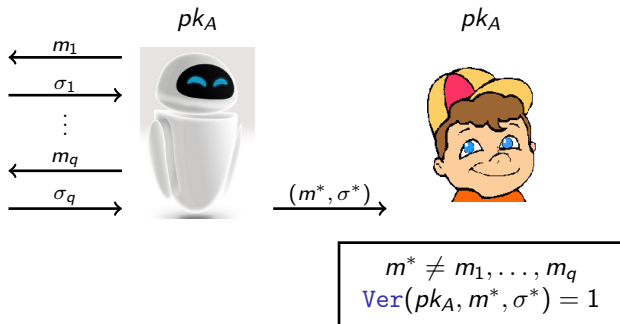 pk_A pk_A
m_1
σ_1
⋮
m_q
σ_q
(m*, σ*)
m* ≠ m_1, . . . , m_q
Ver(pk_A, m*, σ*) = 1